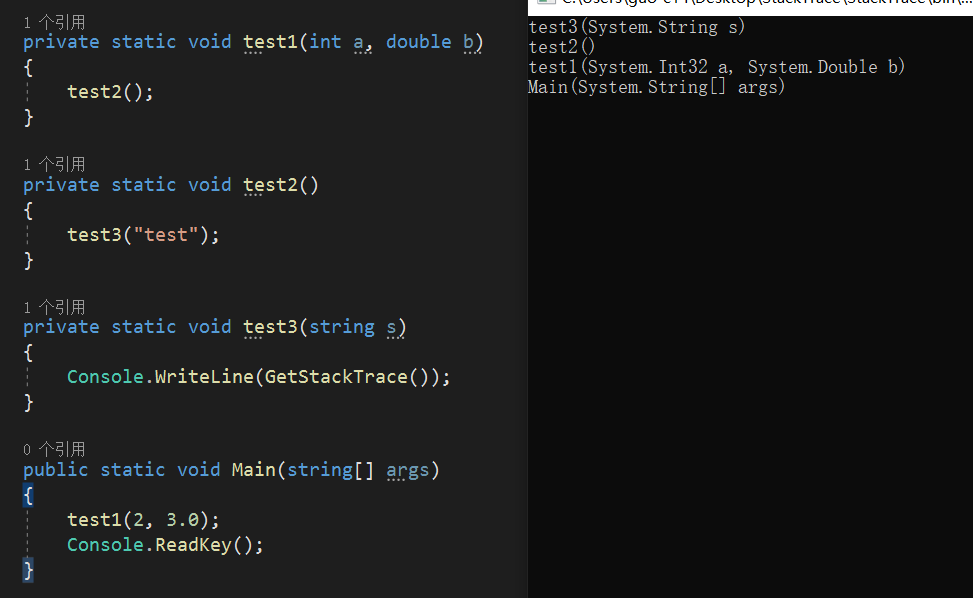 1 个引用
private static void test1(int a, double b)
{
test2();
}
1 个引用
private static void test2()
{
test3("test");
}
1 个引用
private static void test3(string s)
{
Console.WriteLine(GetStackTrace());
}
0 个引用
public static void Main(string[] args)
{
test1(2, 3.0);
Console.ReadKey();
}
test3(System.String s)
test2()
test1(System.Int32 a, System.Double b)
Main(System.String[] args)